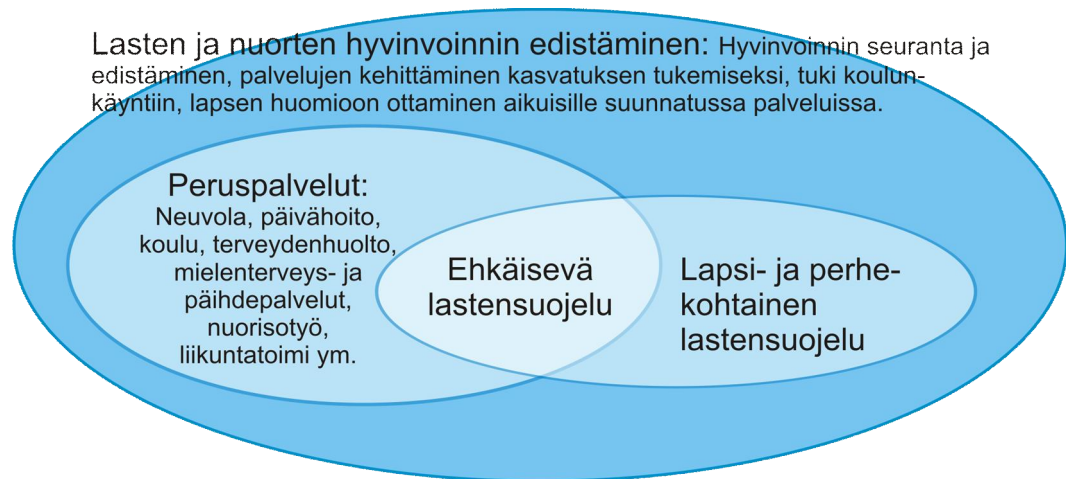 Lasten ja nuorten hyvinvoinnin edistäminen: Hyvinvoinnin seuranta ja
edistäminen, palvelujen kehittäminen kasvatuksen tukemiseksi, tuki koulun-
käyntiin, lapsen huomioon ottaminen aikuisille suunnatussa palveluissa.
Peruspalvelut:
Neuvola, päivähoito,
koulu, terveydenhuolto,
mielenterveys- ja
päihdepalvelut,
nuorisotyö,
liikuntatoimi ym.
Ehkäisevä
lastensuojelu
Lapsi- ja perhe-
kohtainen
lastensuojelu